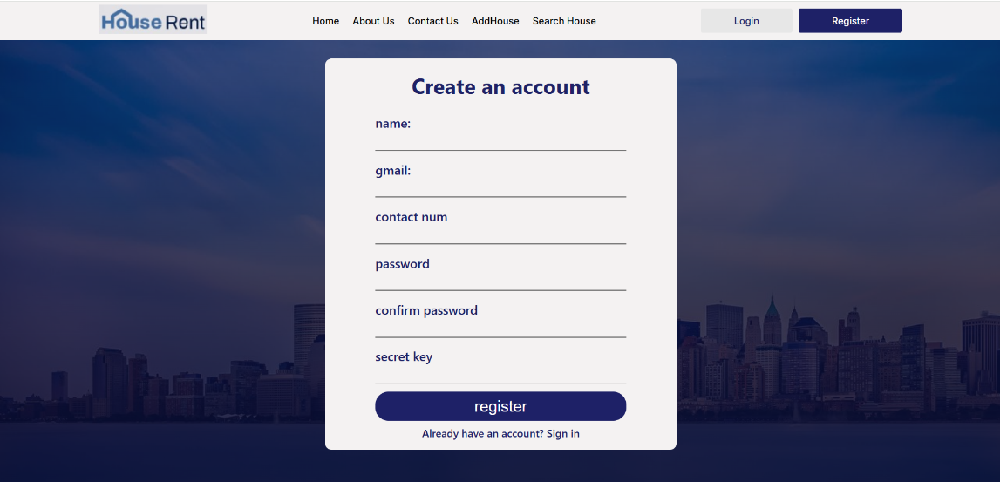 House Rent
Home About Us Contact Us AddHouse Search House Login Register
Create an account
name:
gmail:
contact num
password
confirm password
secret key
register
Already have an account? Sign in